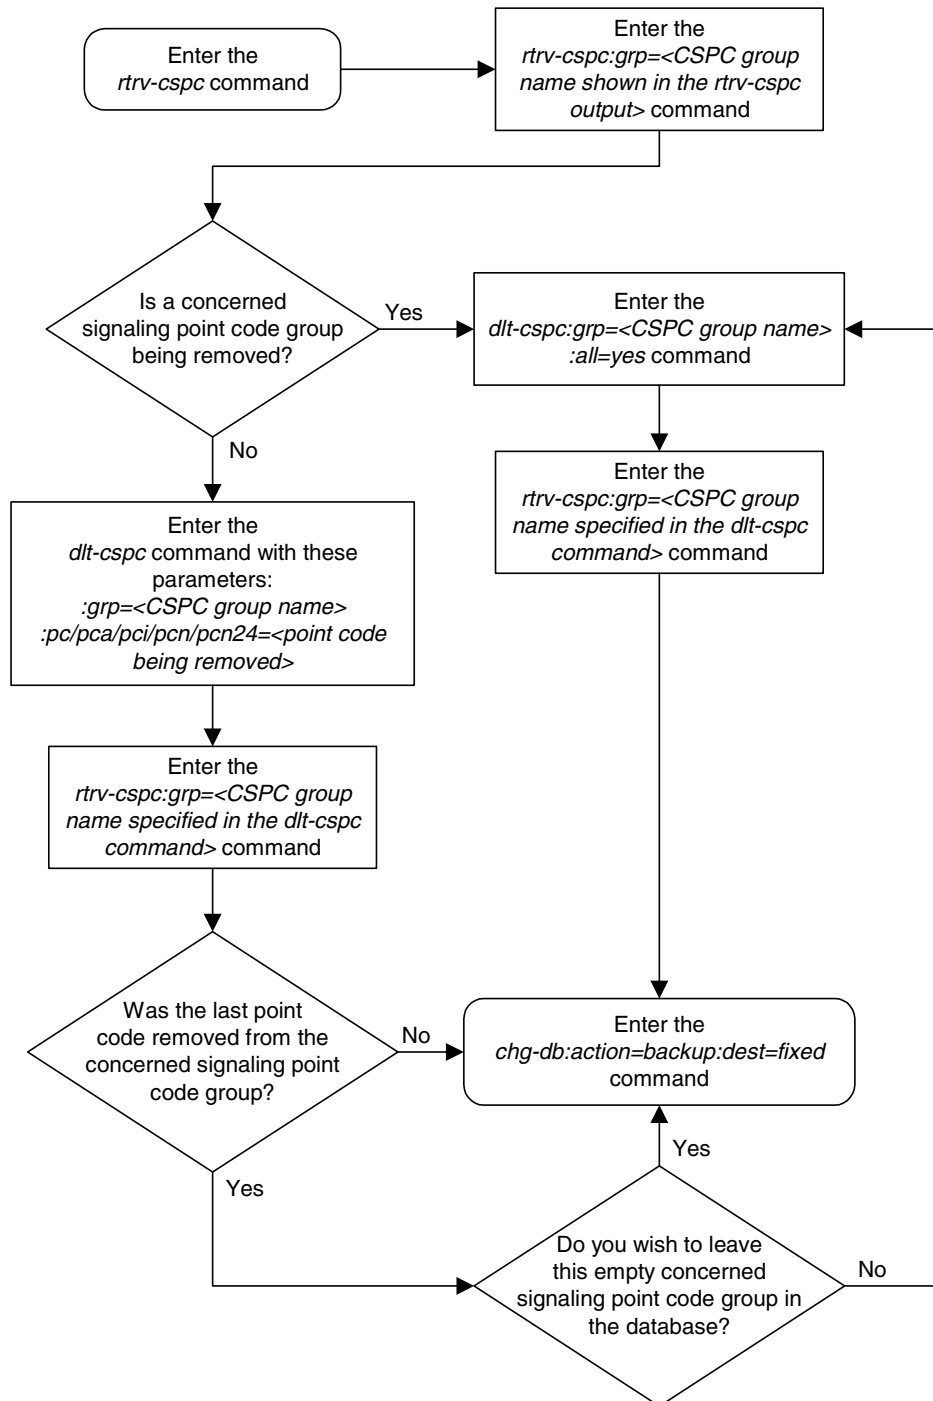 Enter the
rtrv-cspc command
Enter the
rtrv-cspc:grp=<CSPC group
name shown in the rtrv-cspc
output> command
Is a concerned
signaling point code group
being removed?
Yes
Enter the
dlt-cspc:grp=<CSPC group name>
:all=yes command
No
Enter the
rtrv-cspc:grp=<CSPC group
name specified in the dlt-cspc
command> command
Enter the
dlt-cspc command with these
parameters:
:grp=<CSPC group name>
:pc/pca/pci/pcn/pcn24=<point code
being removed>
Enter the
rtrv-cspc:grp=<CSPC group
name specified in the dlt-cspc
command> command
Was the last point
code removed from the
concerned signaling point
code group?
No
Enter the
chg-db:action=backup:dest=fixed
command
Yes
Yes
Do you wish to leave
this empty concerned
signaling point code group in
the database?
No